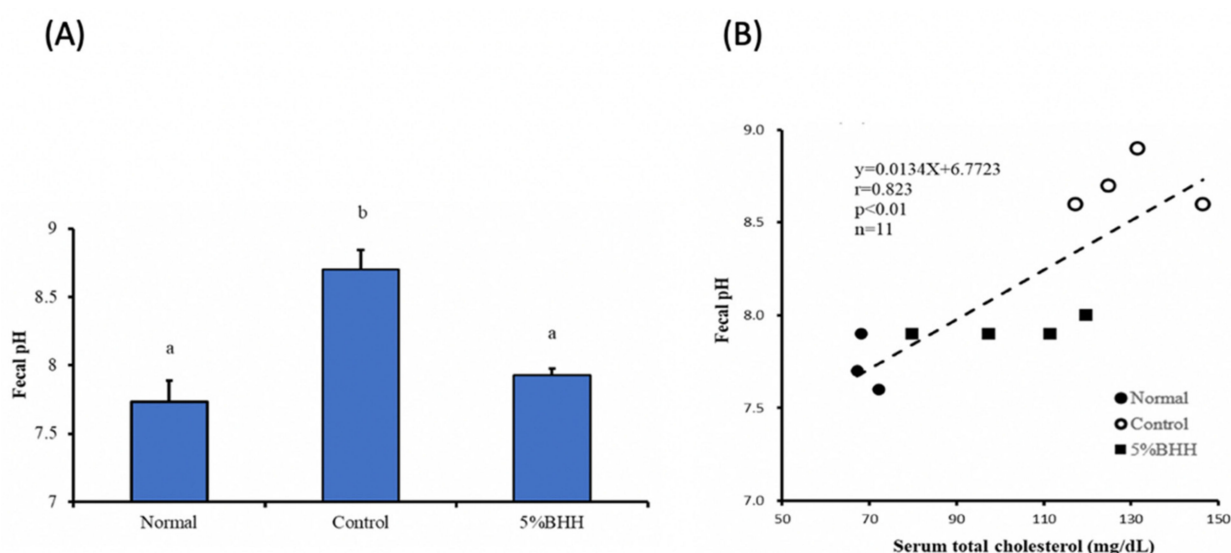 (A)
Fecal pH
9
8.5
8
7.5
7
a
b
a
Normal
Control
5%BHH
(B)
Fecal pH
9.0
8.5
8.0
7.5
7.0
y=0.0134X+6.7723
r=0.823
p<0.01
n=11
Normal
Control
5%BHH
50
70
90
110
130
150
Serum total cholesterol (mg/dL)